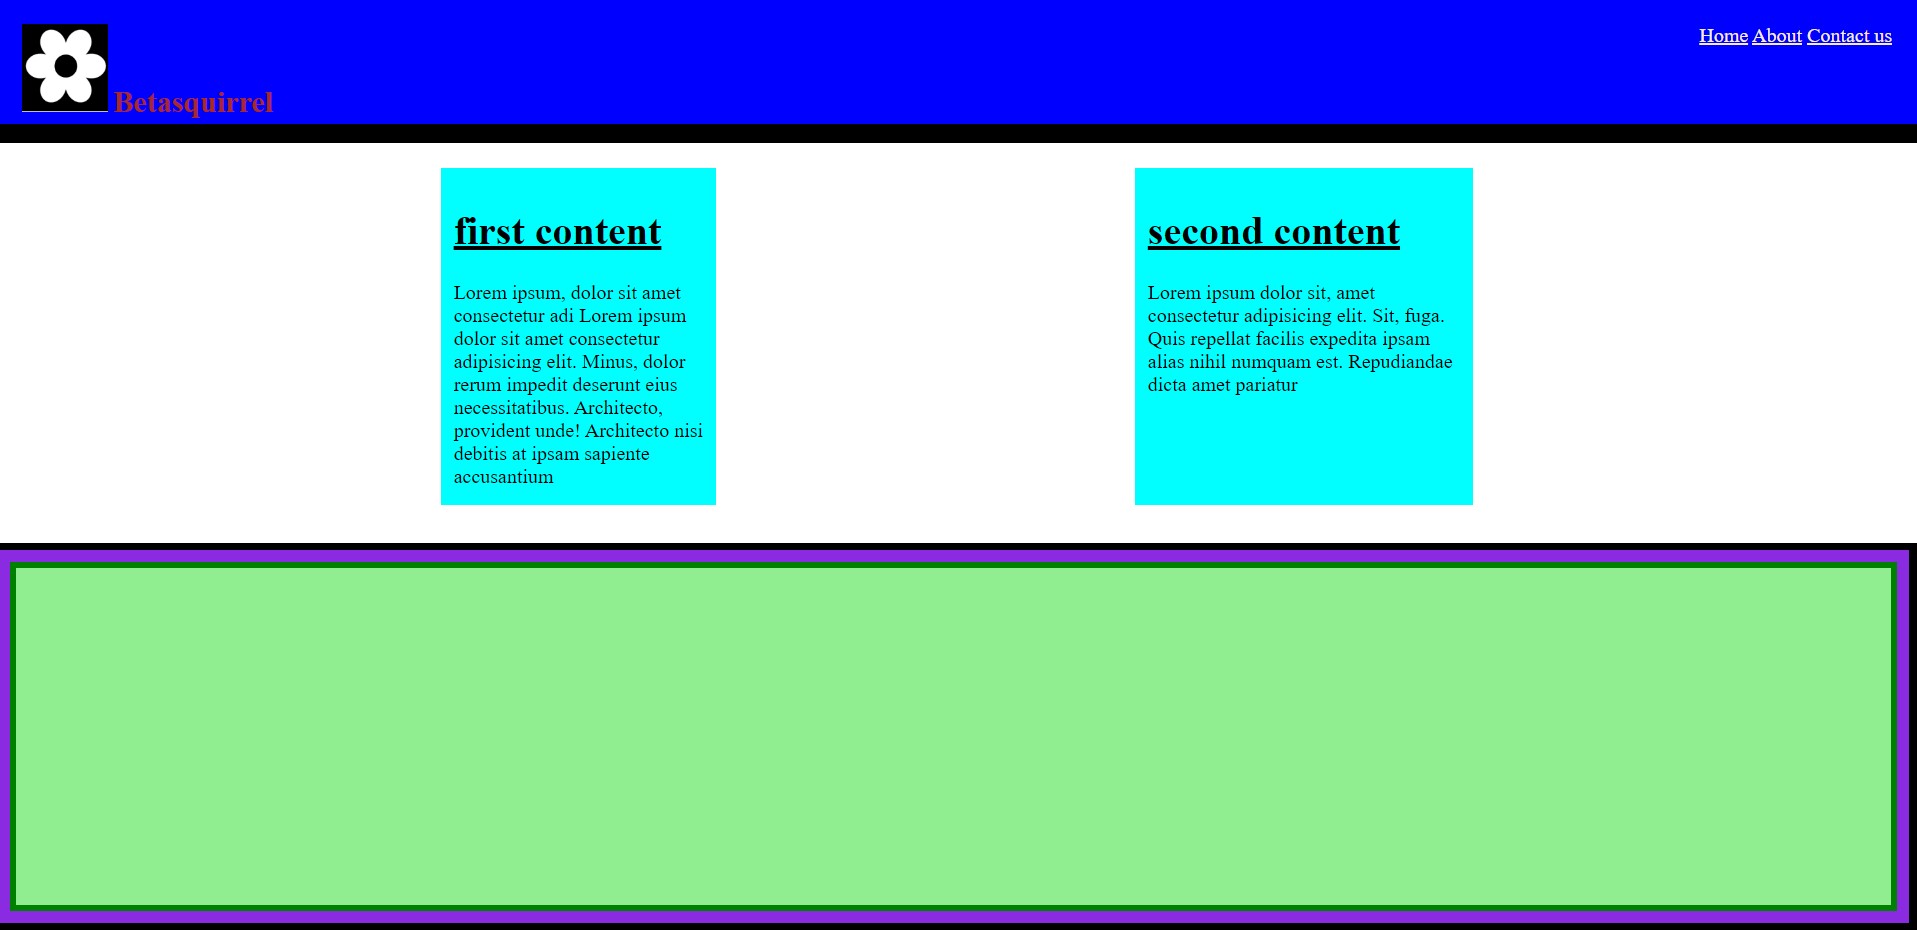 Home About Contact us
Betasquirrel
first content
Lorem ipsum, dolor sit amet
consectetur adi Lorem ipsum
dolor sit amet consectetur
adipisicing elit. Minus, dolor
rerum impedit deserunt eius
necessitatibus. Architecto,
provident unde! Architecto nisi
debitis at ipsam sapiente
accusantium
second content
Lorem ipsum dolor sit, amet
consectetur adipisicing elit. Sit, fuga.
Quis repellat facilis expedita ipsam
alias nihil numquam est. Repudiandae
dicta amet pariatur